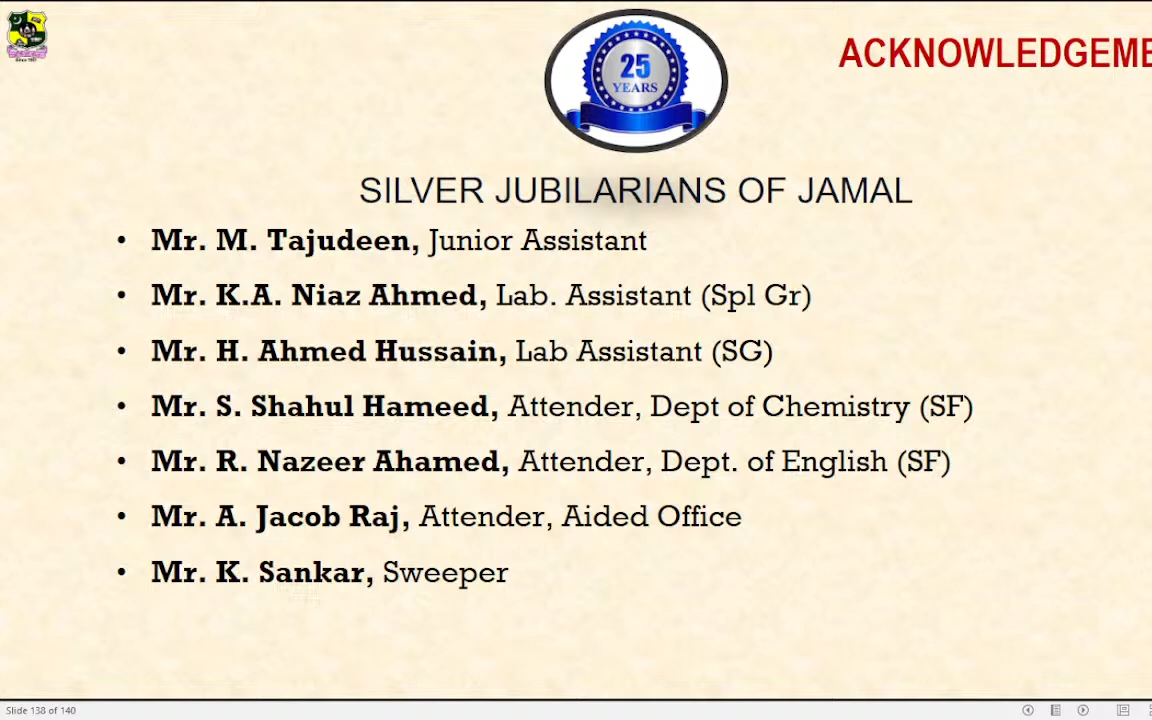 ACKNOWLEDGEME
25
YEARS
SILVER JUBILARIANS OF JAMAL
• Mr. M. Tajudeen, Junior Assistant
• Mr. K.A. Niaz Ahmed, Lab. Assistant (Spl Gr)
• Mr. H. Ahmed Hussain, Lab Assistant (SG)
• Mr. S. Shahul Hameed, Attender, Dept of Chemistry (SF)
• Mr. R. Nazeer Ahamed, Attender, Dept. of English (SF)
• Mr. A. Jacob Raj, Attender, Aided Office
• Mr. K. Sankar, Sweeper
Slide 138 of 140